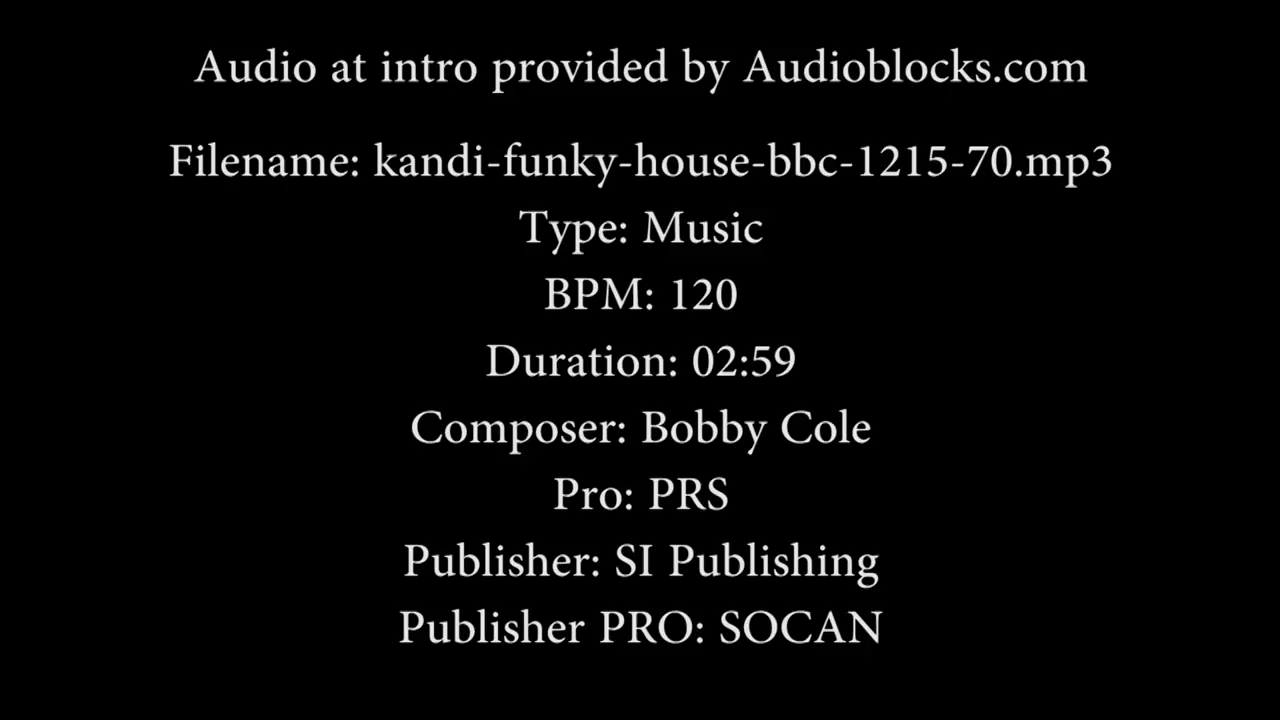 Audio at intro provided by Audioblocks.com
Filename: kandi-funky-house-bbc-1215-70.mp3
Type: Music
BPM: 120
Duration: 02:59
Composer: Bobby Cole
Pro: PRS
Publisher: SI Publishing
Publisher PRO: SOCAN